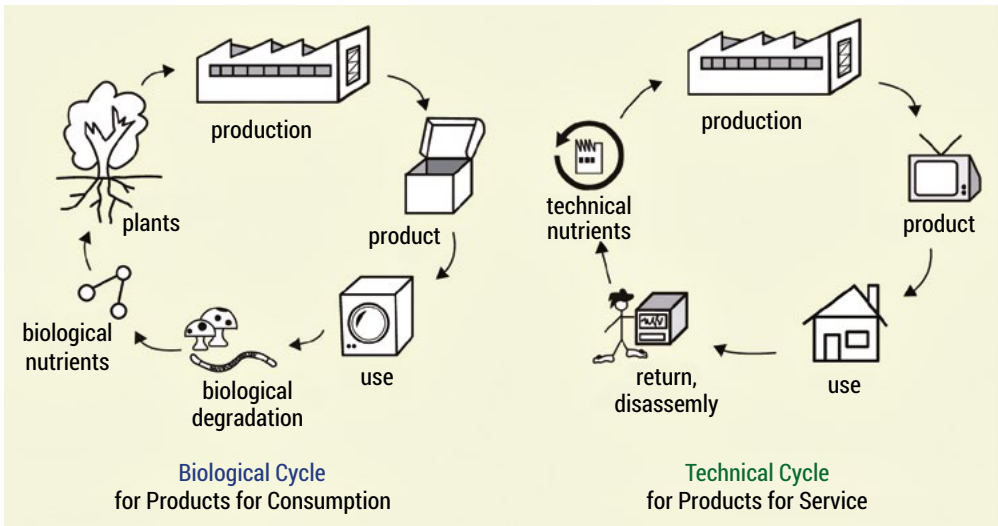 production
plants
product
use
biological
degradation
biological
nutrients
Biological Cycle
for Products for Consumption
production
technical
nutrients
product
use
return,
disassemly
Technical Cycle
for Products for Service